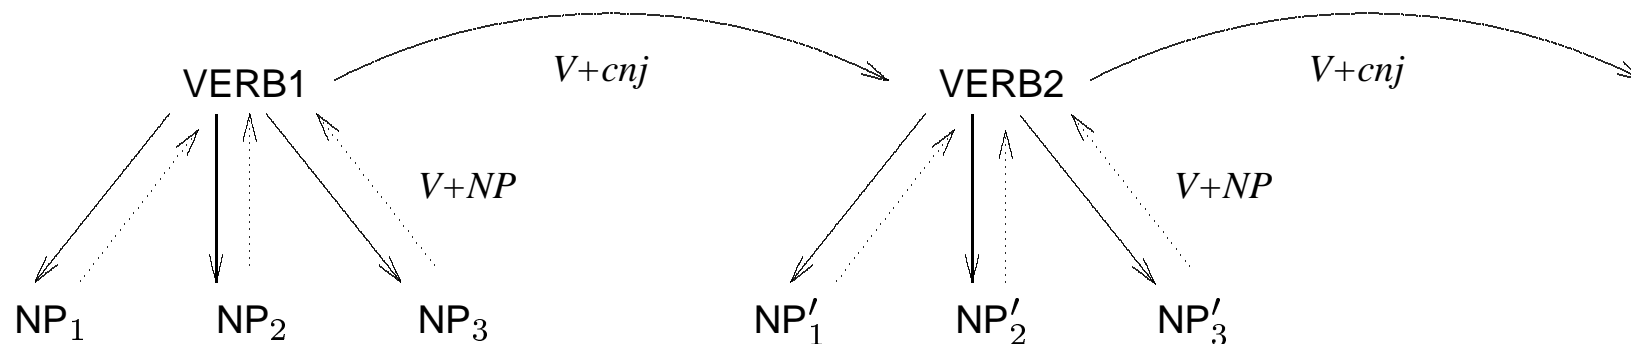 V+cnj V+cnj
VERB1 VERB2
V+NP V+NP
NP₁ NP₂ NP₃ NP′₁ NP′₂ NP′₃